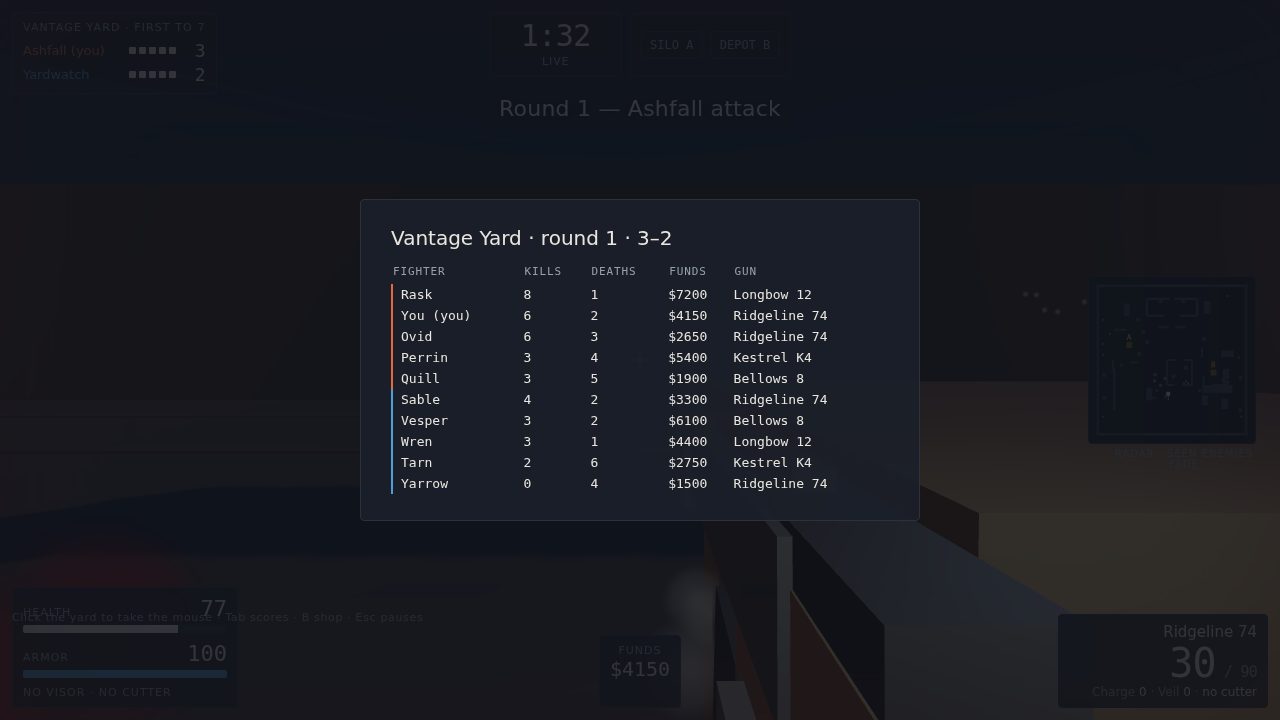 VANTAGE YARD · FIRST TO 7
Ashfall (you) 3
Yardwatch 2
1:32
LIVE
SILO A DEPOT B
Round 1 — Ashfall attack
Vantage Yard · round 1 · 3–2
FIGHTER KILLS DEATHS FUNDS GUN
Rask 8 1 $7200 Longbow 12
You (you) 6 2 $4150 Ridgeline 74
Ovid 6 3 $2650 Ridgeline 74
Perrin 3 4 $5400 Kestrel K4
Quill 3 5 $1900 Bellows 8
Sable 4 2 $3300 Ridgeline 74
Vesper 3 2 $6100 Bellows 8
Wren 3 1 $4400 Longbow 12
Tarn 2 6 $2750 Kestrel K4
Yarrow 0 4 $1500 Ridgeline 74
RADAR · SEEN ENEMIES
FADE
HEALTH 77
Click the yard to take the mouse · Tab scores · B shop · Esc pauses
ARMOR 100
NO VISOR · NO CUTTER
FUNDS
$4150
Ridgeline 74
30 / 90
Charge 0 · Veil 0 · no cutter